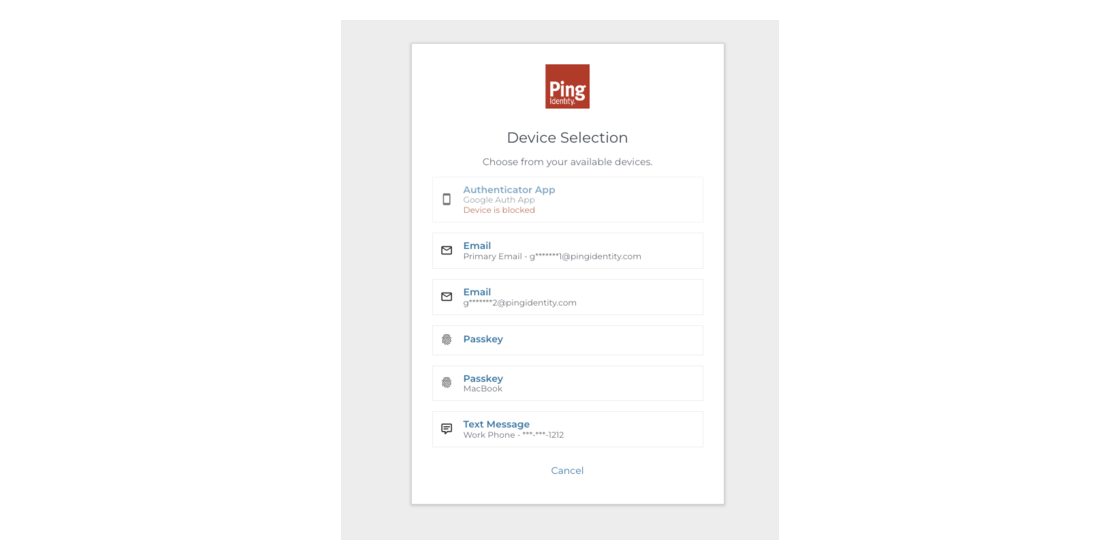 Ping
Identity.
Device Selection
Choose from your available devices.
Authenticator App
Google Auth App
Device is blocked
Email
Primary Email - g*******1@pingidentity.com
Email
g*******2@pingidentity.com
Passkey
Passkey
MacBook
Text Message
Work Phone - ***-***-1212
Cancel